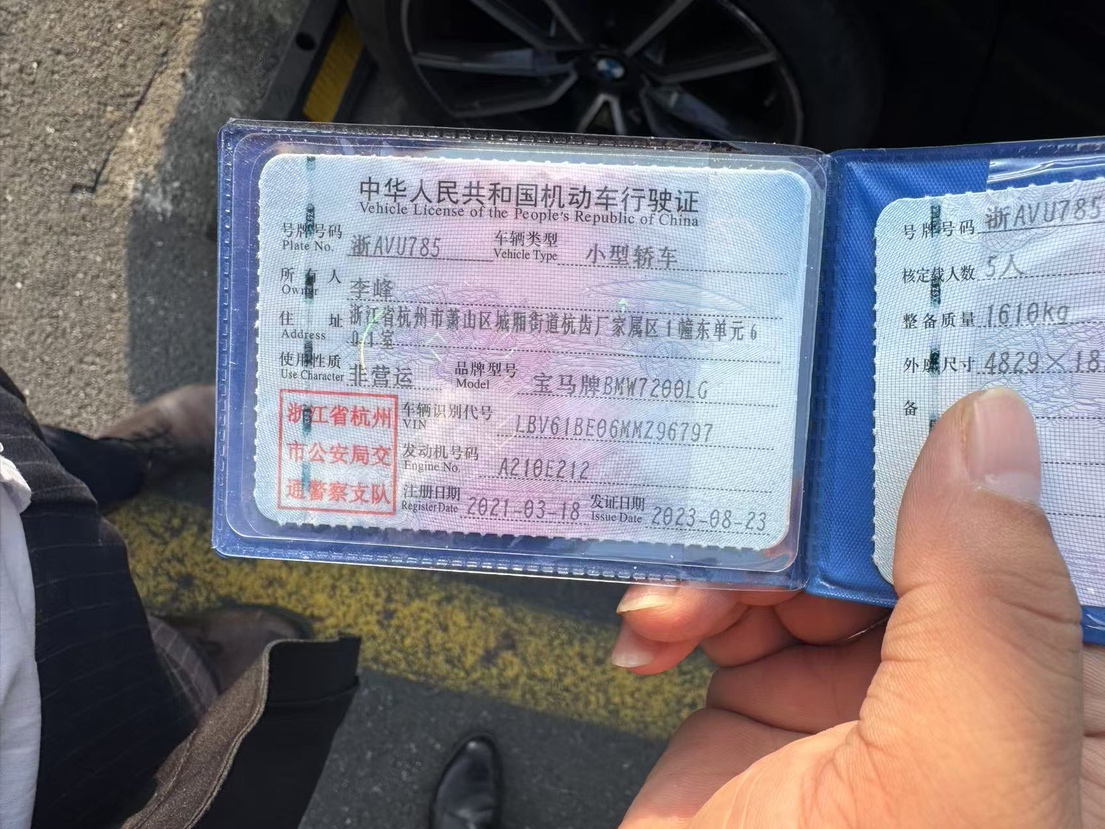 中华人民共和国机动车行驶证
Vehicle License of the People's Republic of China
号牌号码 浙AVU785 车辆类型 小型轿车
Plate No. Vehicle Type
所有人 李峰
Owner
住址 浙江省杭州市萧山区城厢街道杭齿厂家属区1幢东单元6
Address 01室
使用性质 非营运 品牌型号 宝马牌BMW7200LG
Use Character Model
浙江省杭州
市公安局交
通警察支队
车辆识别代号 LBV61BE06MMZ96797
VIN
发动机号码 A210E212
Engine No.
注册日期 2021-03-18 发证日期 2023-08-23
Register Date Issue Date
号牌号码 浙AVU785
核定载人数 5人
整备质量 1610kg
外廓尺寸 4829×18
备